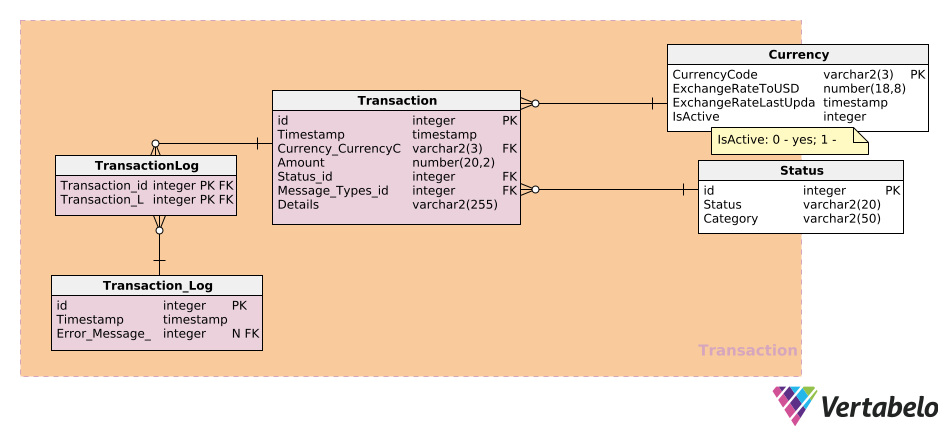 Currency
CurrencyCode varchar2(3) PK
ExchangeRateToUSD number(18,8)
ExchangeRateLastUpda timestamp
IsActive integer
IsActive: 0 - yes; 1 -
Transaction
id integer PK
Timestamp timestamp
Currency_CurrencyC varchar2(3) FK
Amount number(20,2)
Status_id integer FK
Message_Types_id integer FK
Details varchar2(255)
TransactionLog
Transaction_id integer PK FK
Transaction_L integer PK FK
Status
id integer PK
Status varchar2(20)
Category varchar2(50)
Transaction_Log
id integer PK
Timestamp timestamp
Error_Message_ integer N FK
Transaction
Vertabelo